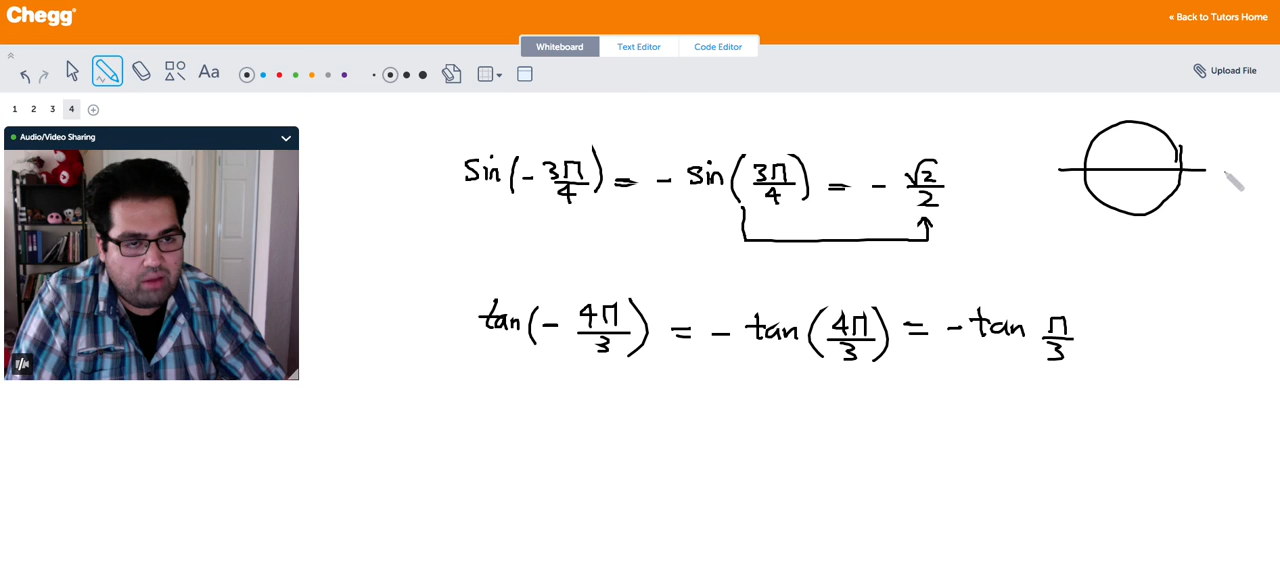 Chegg®
« Back to Tutors Home
Whiteboard Text Editor Code Editor
Aa
Upload File
1 2 3 4
Audio/Video Sharing
sin(-3π/4) = - sin(3π/4) = - √2/2
tan(-4π/3) = - tan(4π/3) = - tan π/3